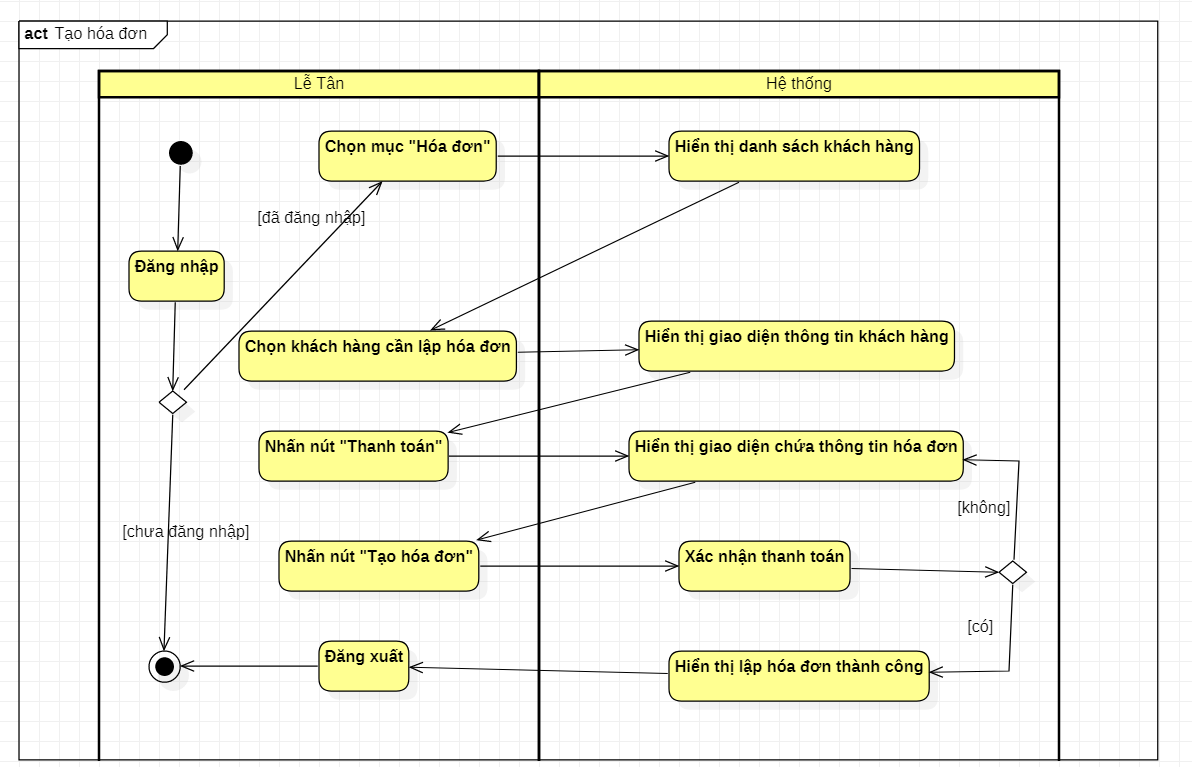 act Tạo hóa đơn
Lễ Tân
Hệ thống
Chọn mục "Hóa đơn"
Hiển thị danh sách khách hàng
[đã đăng nhập]
Đăng nhập
Chọn khách hàng cần lập hóa đơn
Hiển thị giao diện thông tin khách hàng
Nhấn nút "Thanh toán"
Hiển thị giao diện chứa thông tin hóa đơn
[không]
[chưa đăng nhập]
Nhấn nút "Tạo hóa đơn"
Xác nhận thanh toán
[có]
Đăng xuất
Hiển thị lập hóa đơn thành công